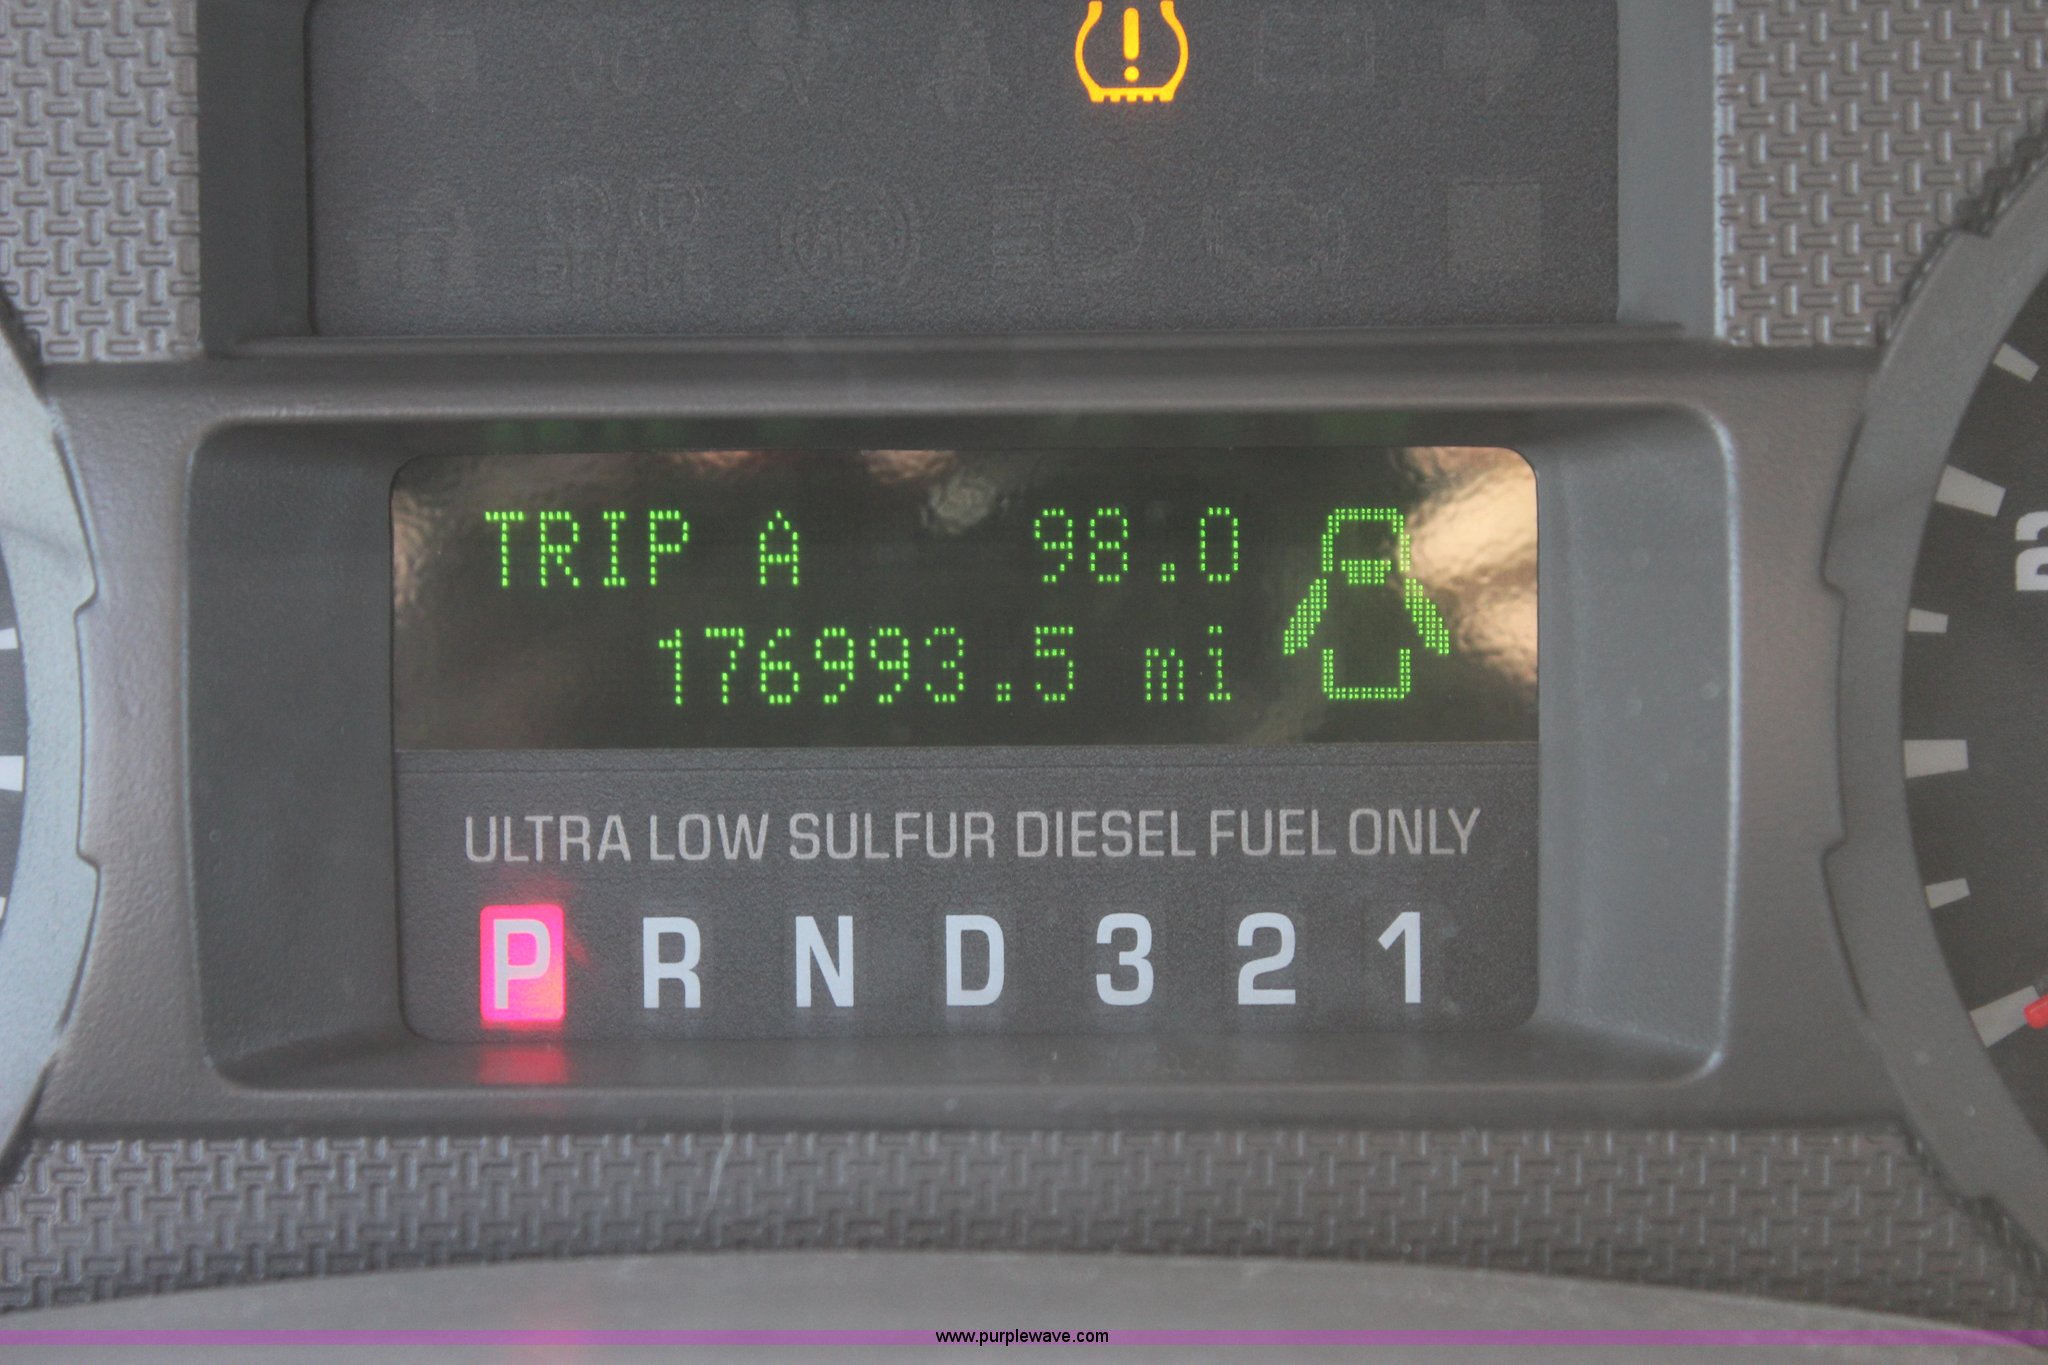 TRIP A 98.0
176993.5 mi
ULTRA LOW SULFUR DIESEL FUEL ONLY
P R N D 3 2 1
www.purplewave.com